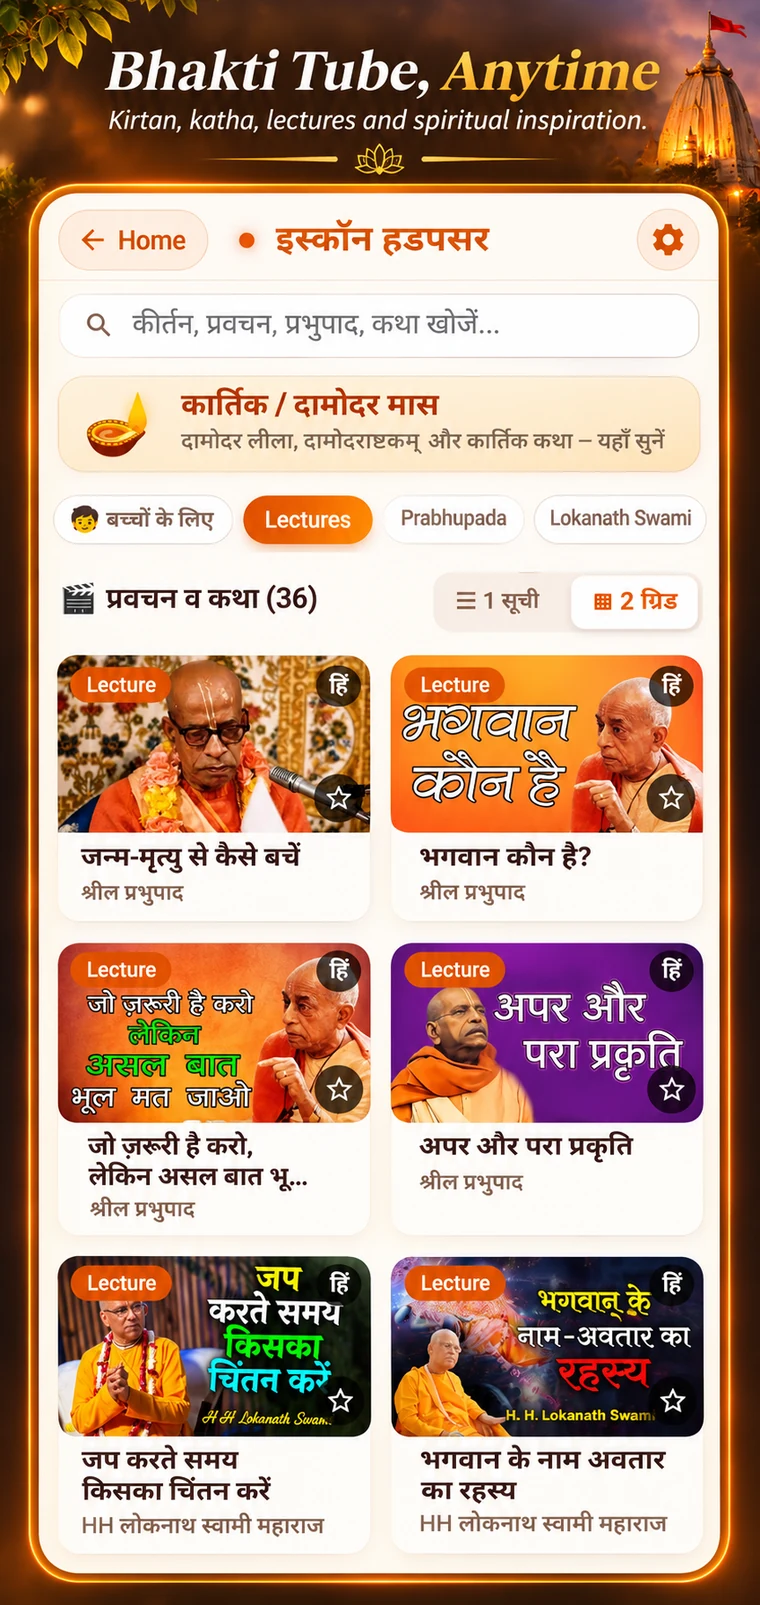 Bhakti Tube, Anytime
Kirtan, katha, lectures and spiritual inspiration.
← Home
इस्कॉन हडपसर
कीर्तन, प्रवचन, प्रभुपाद, कथा खोजें...
कार्तिक / दामोदर मास
दामोदर लीला, दामोदराष्टकम् और कार्तिक कथा – यहाँ सुनें
बच्चों के लिए
Lectures
Prabhupada
Lokanath Swami
प्रवचन व कथा (36)
1 सूची
2 ग्रिड
Lecture
हिं
जन्म-मृत्यु से कैसे बचें
श्रील प्रभुपाद
Lecture
हिं
भगवान
कौन है
भगवान कौन है?
श्रील प्रभुपाद
Lecture
हिं
जो ज़रूरी है करो
लेकिन
असल बात
भूल मत जाओ
जो ज़रूरी है करो,
लेकिन असल बात भू...
श्रील प्रभुपाद
Lecture
हिं
अपर और
परा प्रकृति
अपर और परा प्रकृति
श्रील प्रभुपाद
Lecture
हिं
जप
करते समय
किसका
चिंतन करें
H H Lokanath Swam
जप करते समय
किसका चिंतन करें
HH लोकनाथ स्वामी महाराज
Lecture
हिं
भगवान् के
नाम-अवतार का
रहस्य
H. H. Lokanath Swami
भगवान के नाम अवतार
का रहस्य
HH लोकनाथ स्वामी महाराज